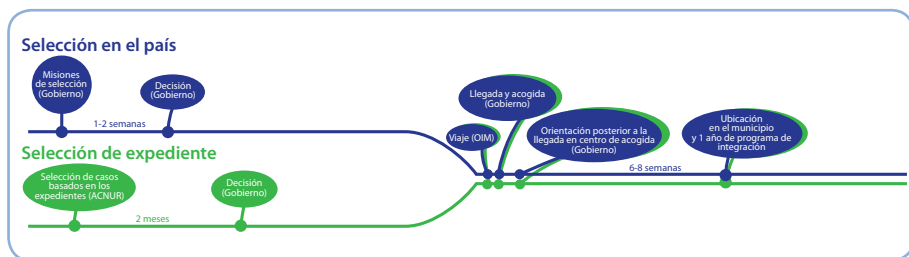 Selección en el país
Misiones
de selección
(Gobierno)
Decisión
(Gobierno)
1-2 semanas
Llegada y acogida
(Gobierno)
Viaje (OIM)
Orientación posterior a la
llegada en centro de acogida
(Gobierno)
Ubicación
en el municipio
y 1 año de programa de
integración
6-8 semanas
Selección de expediente
Selección de casos
basados en los
expedientes (ACNUR)
Decisión
(Gobierno)
2 meses